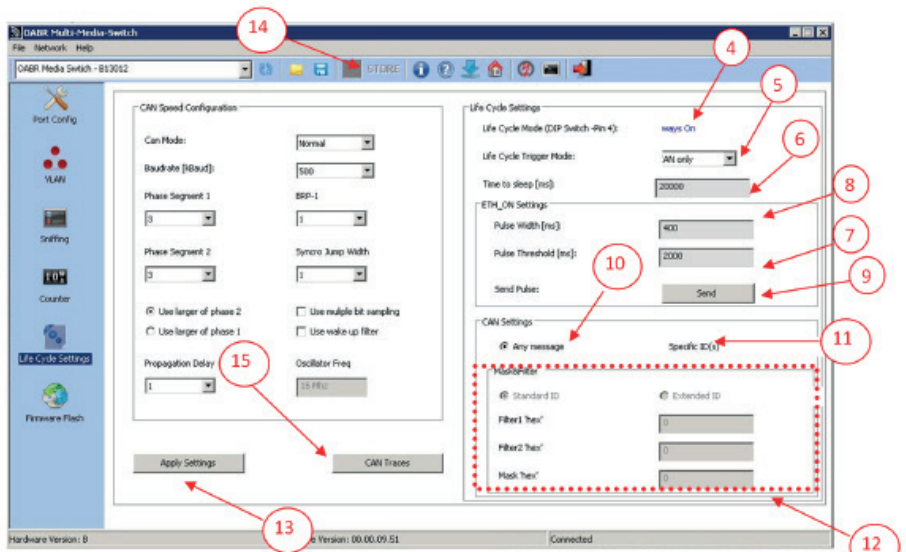 OABR Multi-Media-Switch
File Network Help
OABR Media Swtich - B13012
STORE
14
4
5
6
8
7
9
10
11
15
13
12
Port Config
VLAN
Sniffing
Counter
Life Cycle Settings
Firmware Flash
CAN Speed Configuration
Can Mode:
Normal
Baudrate [kBaud]:
500
Phase Segment 1
BRP-1
3
1
Phase Segment 2
Syncro Jump Width
3
1
Use larger of phase 2
Use muliple bit sampling
Use larger of phase 1
Use wake up filter
Propagation Delay
Oscillator Freq
1
16 Mhz
Apply Settings
CAN Traces
Life Cycle Settings
Life Cycle Mode (DIP Switch -Pin 4):
ways On
Life Cycle Trigger Mode:
AN only
Time to sleep [ms]:
20000
ETH_ON Settings
Pulse Width [ms]:
400
Pulse Threshold [ms]:
2000
Send Pulse:
Send
CAN Settings
Any message
Specific ID(s)
Mask&Filter
Standard ID
Extended ID
Filter1 'hex'
0
Filter2 'hex'
0
Mask 'hex'
0
Hardware Version: B
e Version: 00.00.09.51
Connected